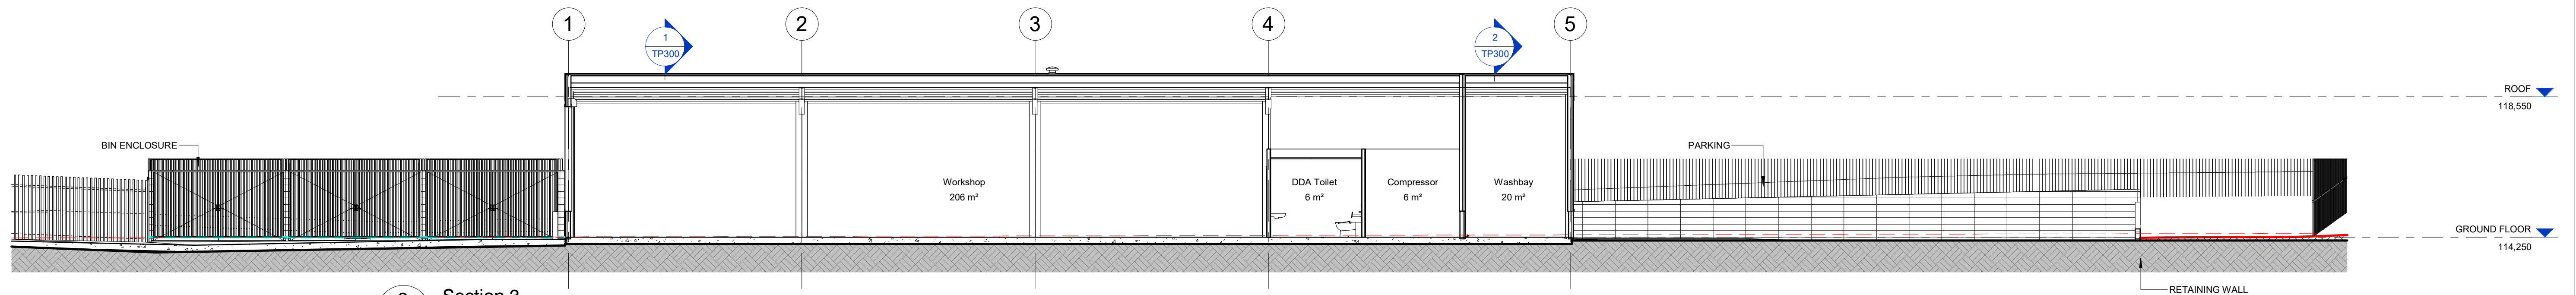 1
2
3
4
5
1
TP300
2
TP300
ROOF
118,550
BIN ENCLOSURE
PARKING
Workshop
206 m²
DDA Toilet
6 m²
Compressor
6 m²
Washbay
20 m²
GROUND FLOOR
114,250
RETAINING WALL
Section